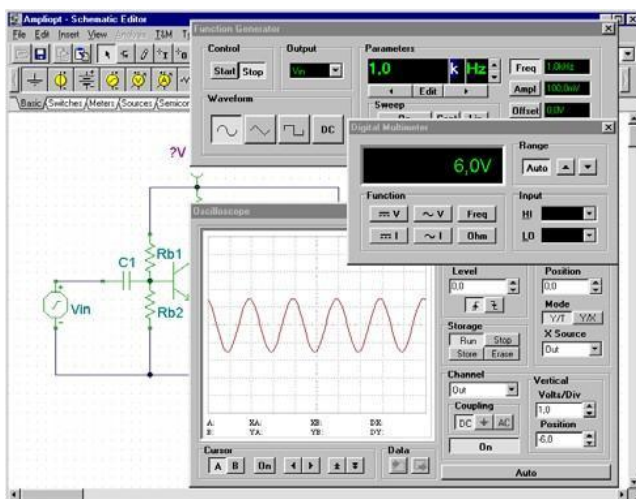 Ampliopt - Schematic Editor
File Edit Insert View Analysis T&M
Basic Switches Meters Sources Semicon
?V
C1
Rb1
Rb2
Vin
Function Generator
Control
Start Stop
Output
Vin
Parameters
1,0 k Hz
Edit
Sweep
Freq 1,0kHz
Ampl 100,0mV
Offset 0,0V
Waveform
DC
Digital Multimeter
6,0V
Range
Auto
Function
V V Freq
I I Ohm
Input
HI
LO
Oscilloscope
A: XA: XB: DX:
B: YA: YB: DY:
Cursor
A B On
Data
Level
0,0
Position
0,0
Mode
Y/T Y/X
X Source
Out
Storage
Run Stop
Store Erase
Channel
Out
Coupling
DC AC
On
Vertical
Volts/Div
1,0
Position
-6,0
Auto